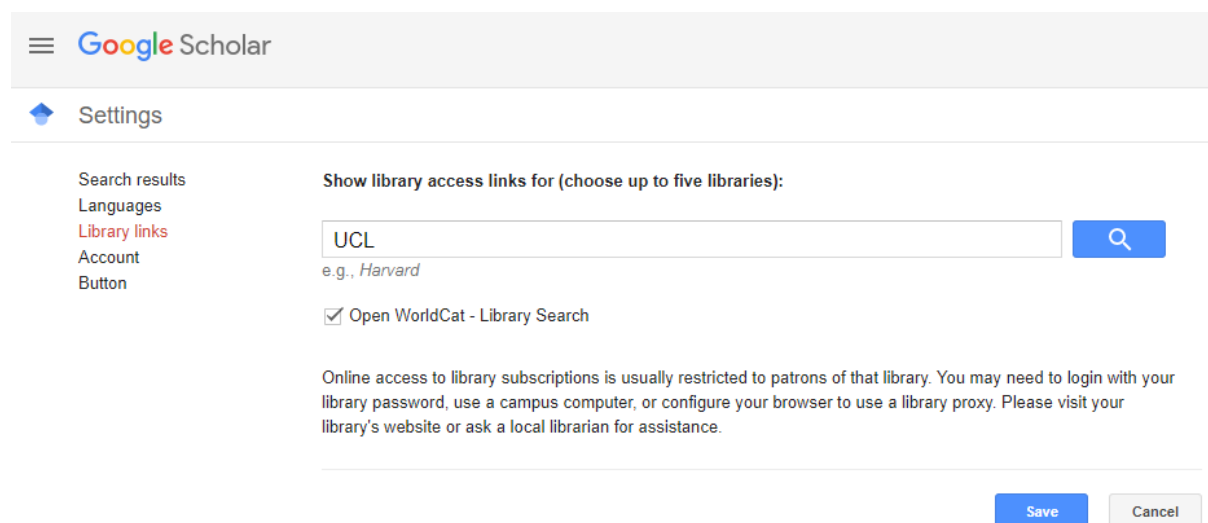 Google Scholar
Settings
Search results
Languages
Library links
Account
Button
Show library access links for (choose up to five libraries):
UCL
e.g., Harvard
Open WorldCat - Library Search
Online access to library subscriptions is usually restricted to patrons of that library. You may need to login with your
library password, use a campus computer, or configure your browser to use a library proxy. Please visit your
library's website or ask a local librarian for assistance.
Save
Cancel